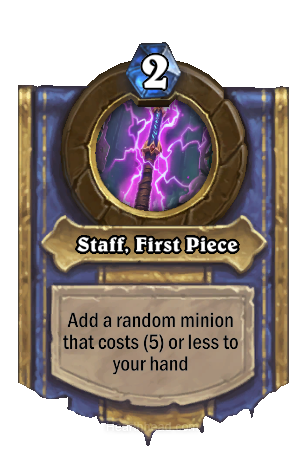 2
Staff, First Piece
Add a random minion
that costs (5) or less to
your hand